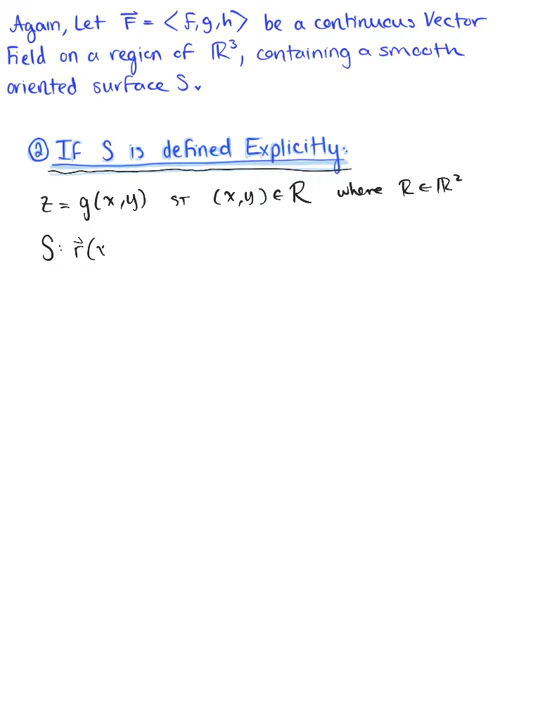 Again, Let F⃗ = <f, g, h> be a continuous Vector
Field on a region of ℝ³, containing a smooth
oriented surface S.
② If S is defined Explicitly:
z = g(x,y) ST (x,y) ∈ R where R ∈ ℝ²
S: r⃗(x